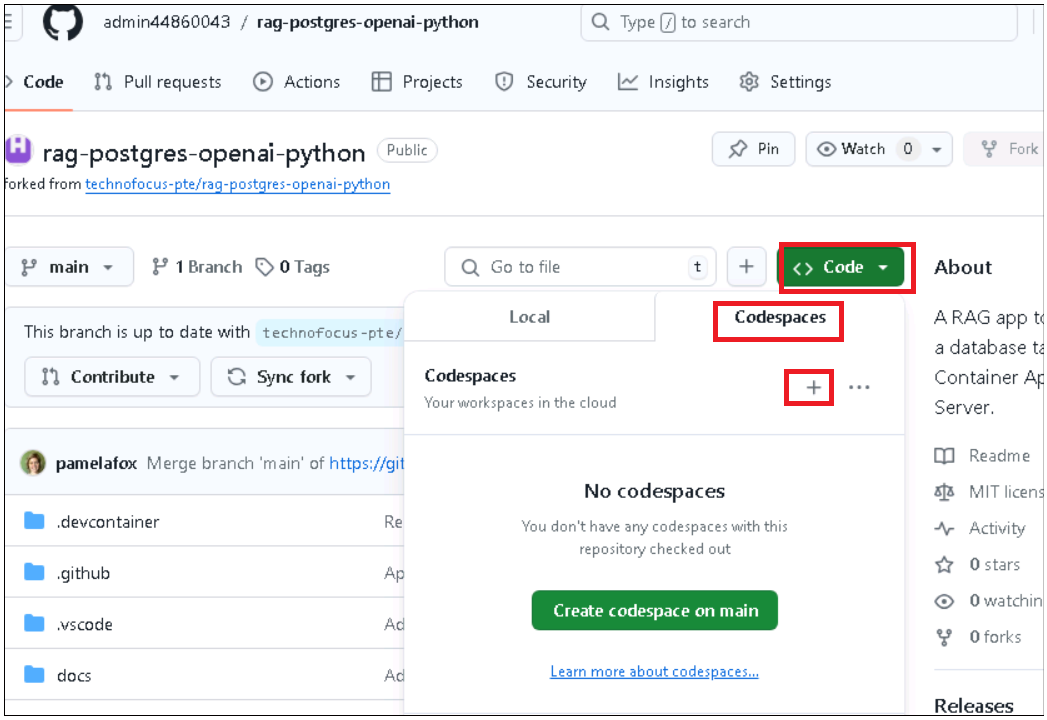 admin44860043 / rag-postgres-openai-python
Type / to search
Code Pull requests Actions Projects Security Insights Settings
rag-postgres-openai-python Public
Pin Watch 0 Fork
forked from technofocus-pte/rag-postgres-openai-python
main 1 Branch 0 Tags
Go to file t
<> Code
About
Local Codespaces
This branch is up to date with technofocus-pte/
Contribute Sync fork
Codespaces
Your workspaces in the cloud
No codespaces
You don't have any codespaces with this
repository checked out
Create codespace on main
Learn more about codespaces...
pamelafox Merge branch 'main' of https://git
.devcontainer Re
.github Ap
.vscode Ad
docs Ad
A RAG app to
a database ta
Container Ap
Server.
Readme
MIT licens
Activity
0 stars
0 watchin
0 forks
Releases